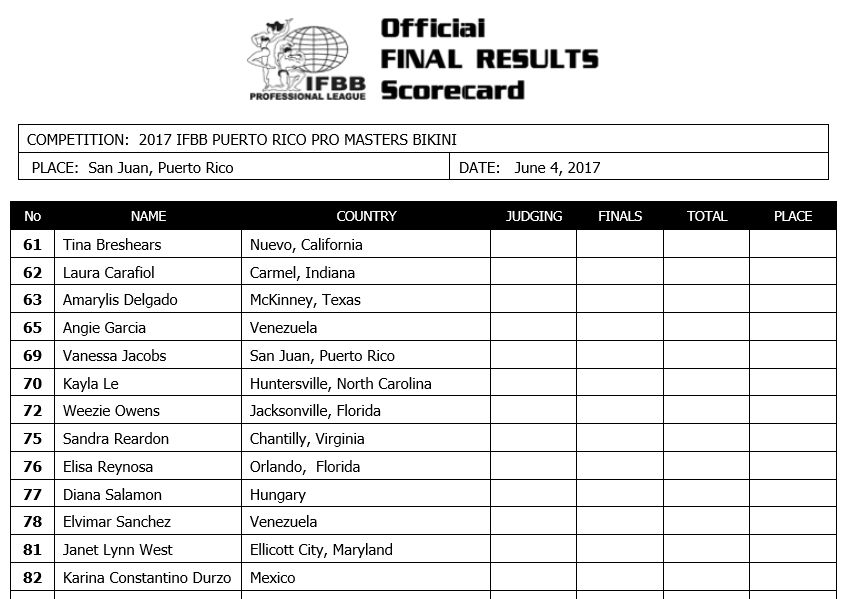 Official
FINAL RESULTS
Scorecard
IFBB
PROFESSIONAL LEAGUE
COMPETITION: 2017 IFBB PUERTO RICO PRO MASTERS BIKINI
PLACE: San Juan, Puerto Rico DATE: June 4, 2017
No NAME COUNTRY JUDGING FINALS TOTAL PLACE
61 Tina Breshears Nuevo, California
62 Laura Carafiol Carmel, Indiana
63 Amarylis Delgado McKinney, Texas
65 Angie Garcia Venezuela
69 Vanessa Jacobs San Juan, Puerto Rico
70 Kayla Le Huntersville, North Carolina
72 Weezie Owens Jacksonville, Florida
75 Sandra Reardon Chantilly, Virginia
76 Elisa Reynosa Orlando, Florida
77 Diana Salamon Hungary
78 Elvimar Sanchez Venezuela
81 Janet Lynn West Ellicott City, Maryland
82 Karina Constantino Durzo Mexico